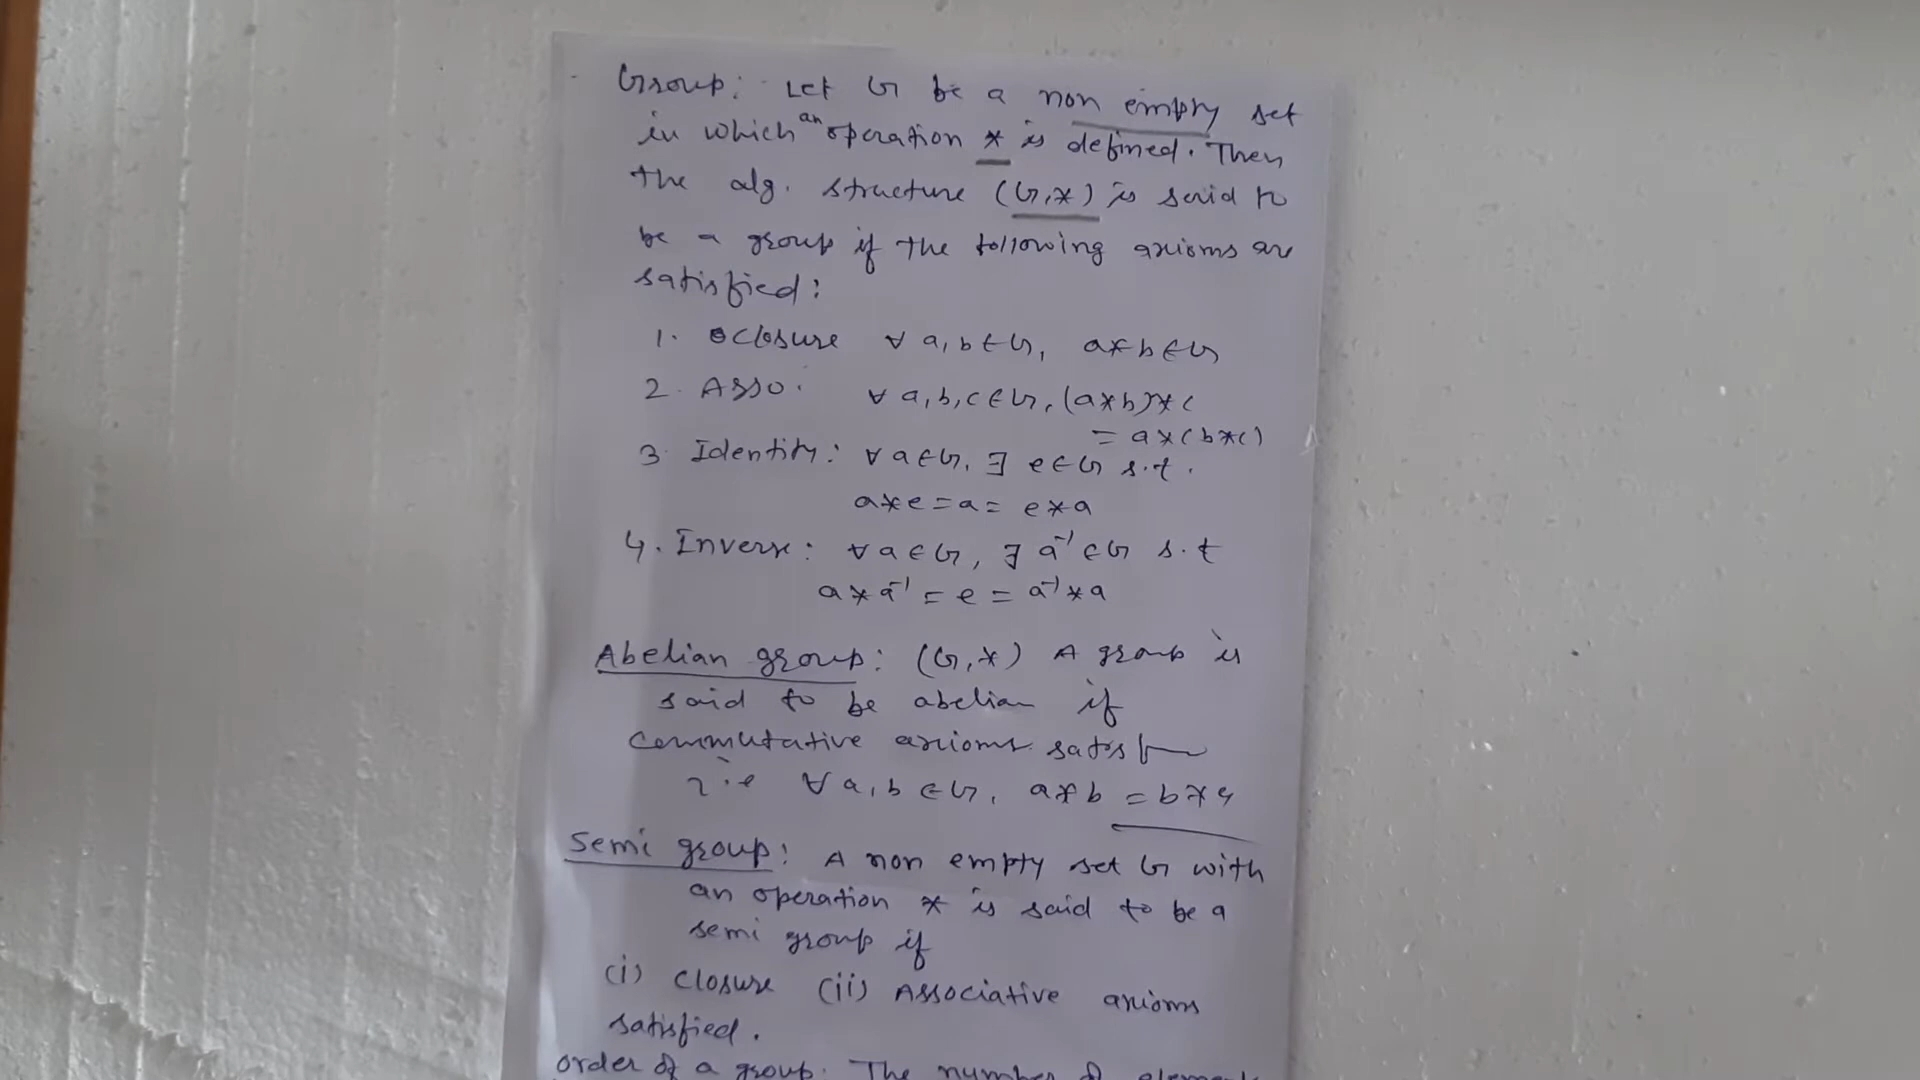 Group: Let G be a non empty set
in which an operation * is defined. Then
the alg. structure (G,*) is said to
be a group if the following axioms are
satisfied:
1. closure ∀ a,b∈G, a*b∈G
2. Asso. ∀ a,b,c∈G, (a*b)*c
= a*(b*c)
3. Identity: ∀ a∈G, ∃ e∈G s.t.
a*e=a=e*a
4. Inverse: ∀ a∈G, ∃ a⁻¹∈G s.t
a*a⁻¹=e=a⁻¹*a
Abelian group: (G,*) A group is
said to be abelian if
commutative axioms
i.e ∀ a,b∈G, a*b=b*a
Semi group: A non empty set G with
an operation * is said to be a
semi group if
(i) closure (ii) Associative axioms
satisfied.
order of a group. The number of